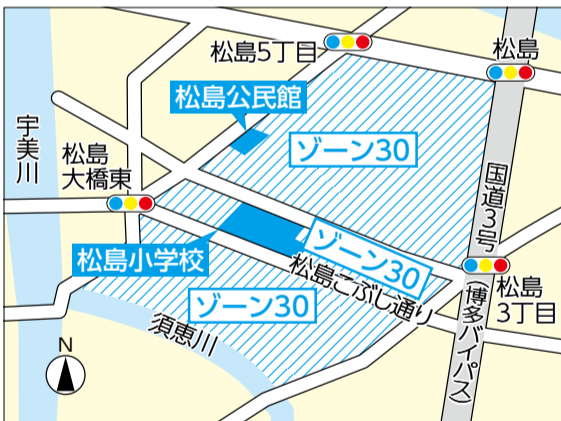 松島5丁目
松島
松島公民館
ゾーン30
宇美川
松島
大橋東
国道3号
(博多バイパス)
松島小学校
ゾーン30
松島こぶし通り
松島
3丁目
ゾーン30
須恵川
N